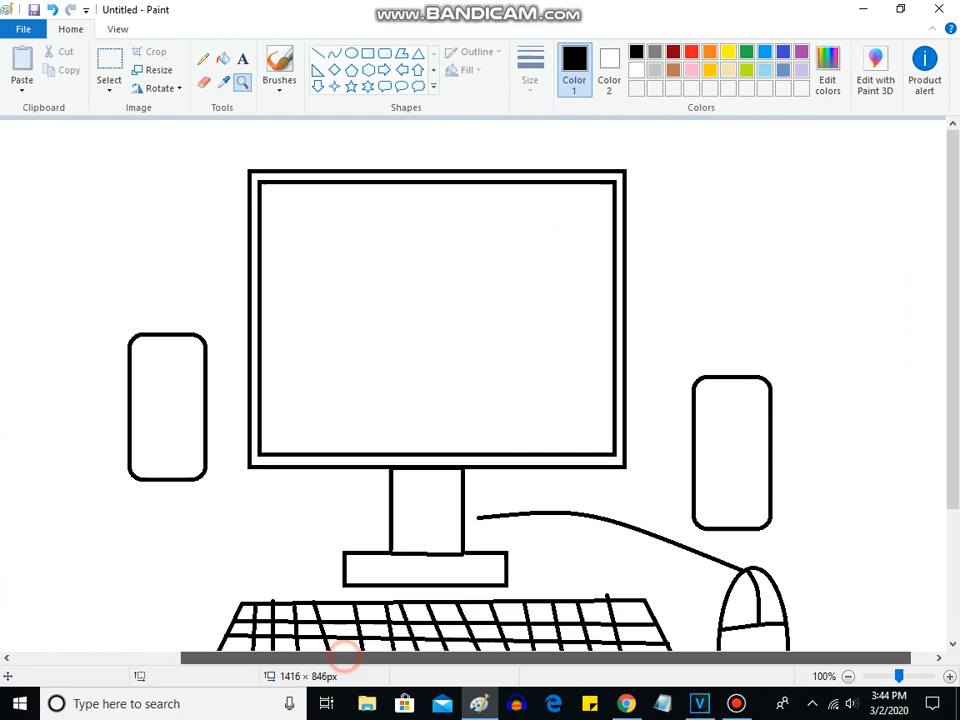 Untitled - Paint
www.BANDICAM.com
File
Home
View
Paste
Cut
Copy
Clipboard
Select
Crop
Resize
Rotate
Image
Tools
Brushes
Outline
Fill
Shapes
Size
Color
1
Color
2
Edit
colors
Colors
Edit with
Paint 3D
Product
alert
1416 × 846px
100%
Type here to search
3:44 PM
3/2/2020